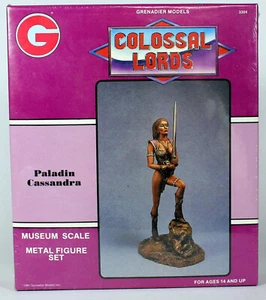 G
GRENADIER MODELS
COLOSSAL
LORDS
Paladin
Cassandra
MUSEUM SCALE
METAL FIGURE
SET
FOR AGES 14 AND UP